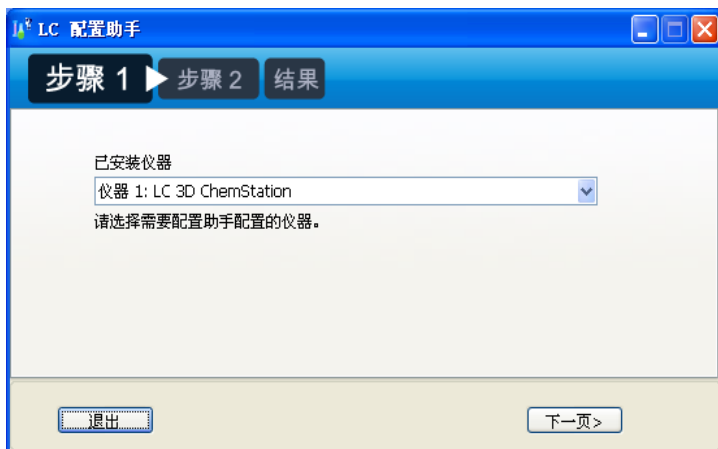 LC 配置助手
步骤 1 步骤 2 结果
已安装仪器
仪器 1: LC 3D ChemStation
请选择需要配置助手配置的仪器。
退出 下一页>